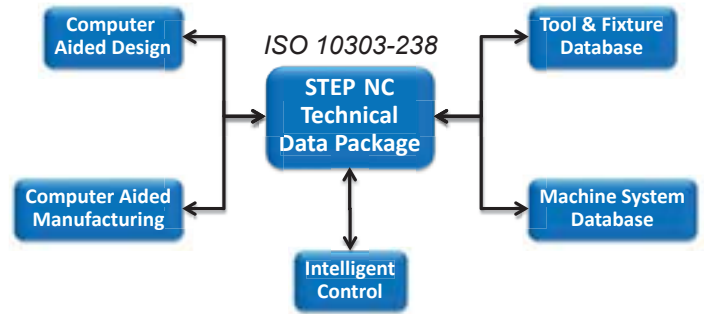 Computer
Aided Design
ISO 10303-238
Tool & Fixture
Database
STEP NC
Technical
Data Package
Computer Aided
Manufacturing
Machine System
Database
Intelligent
Control